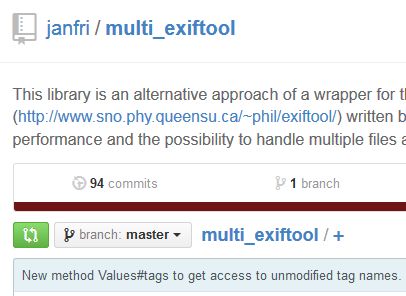 janfri / multi_exiftool
This library is an alternative approach of a wrapper for the
(http://www.sno.phy.queensu.ca/~phil/exiftool/) written b
performance and the possibility to handle multiple files a
94 commits 1 branch
branch: master multi_exiftool / +
New method Values#tags to get access to unmodified tag names.